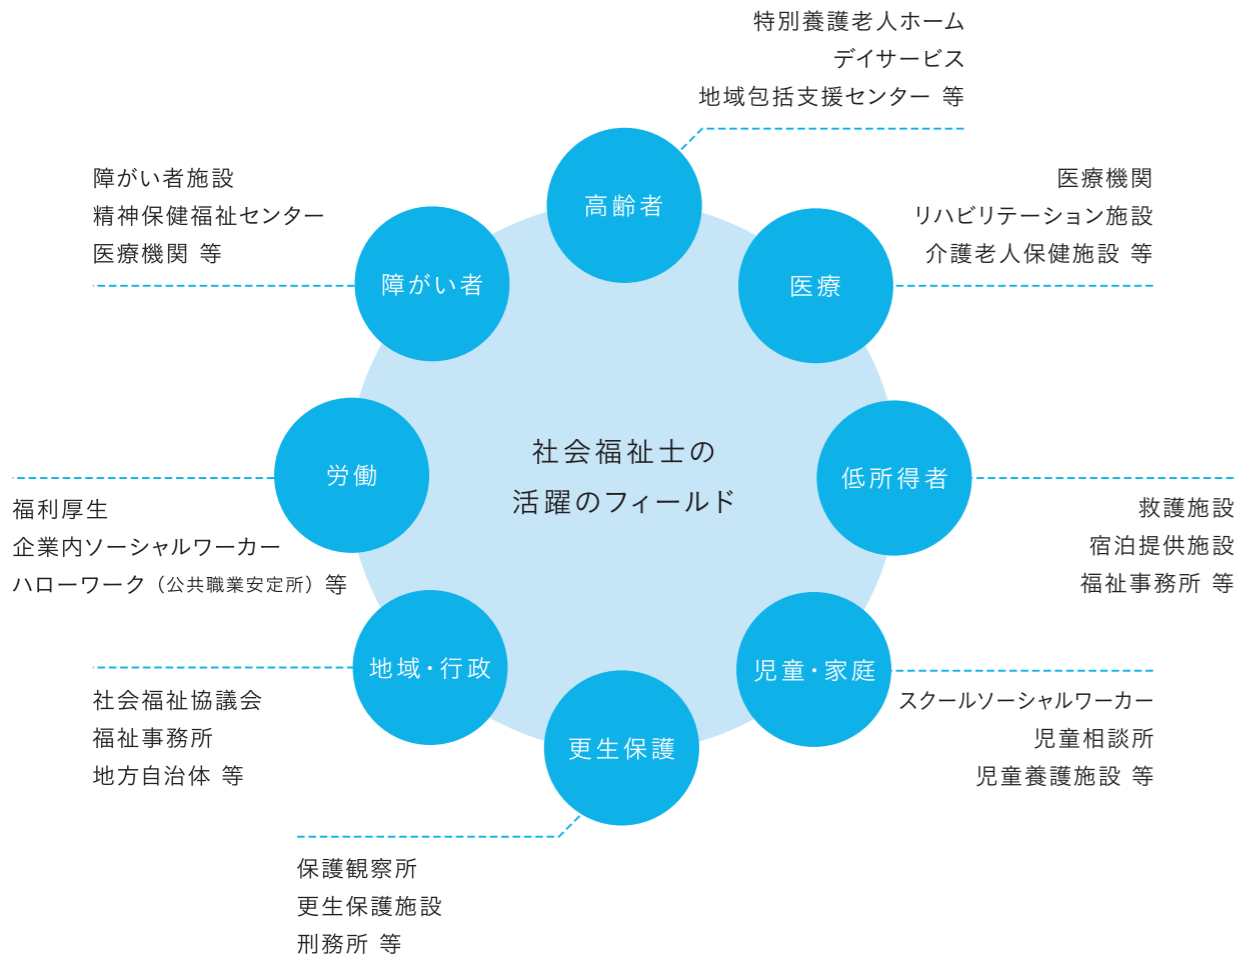 特別養護老人ホーム
デイサービス
地域包括支援センター 等
高齢者
医療機関
リハビリテーション施設
介護老人保健施設 等
医療
低所得者
救護施設
宿泊提供施設
福祉事務所 等
児童・家庭
スクールソーシャルワーカー
児童相談所
児童養護施設 等
更生保護
保護観察所
更生保護施設
刑務所 等
地域・行政
社会福祉協議会
福祉事務所
地方自治体 等
労働
福利厚生
企業内ソーシャルワーカー
ハローワーク（公共職業安定所）等
障がい者施設
精神保健福祉センター
医療機関 等
障がい者
社会福祉士の
活躍のフィールド